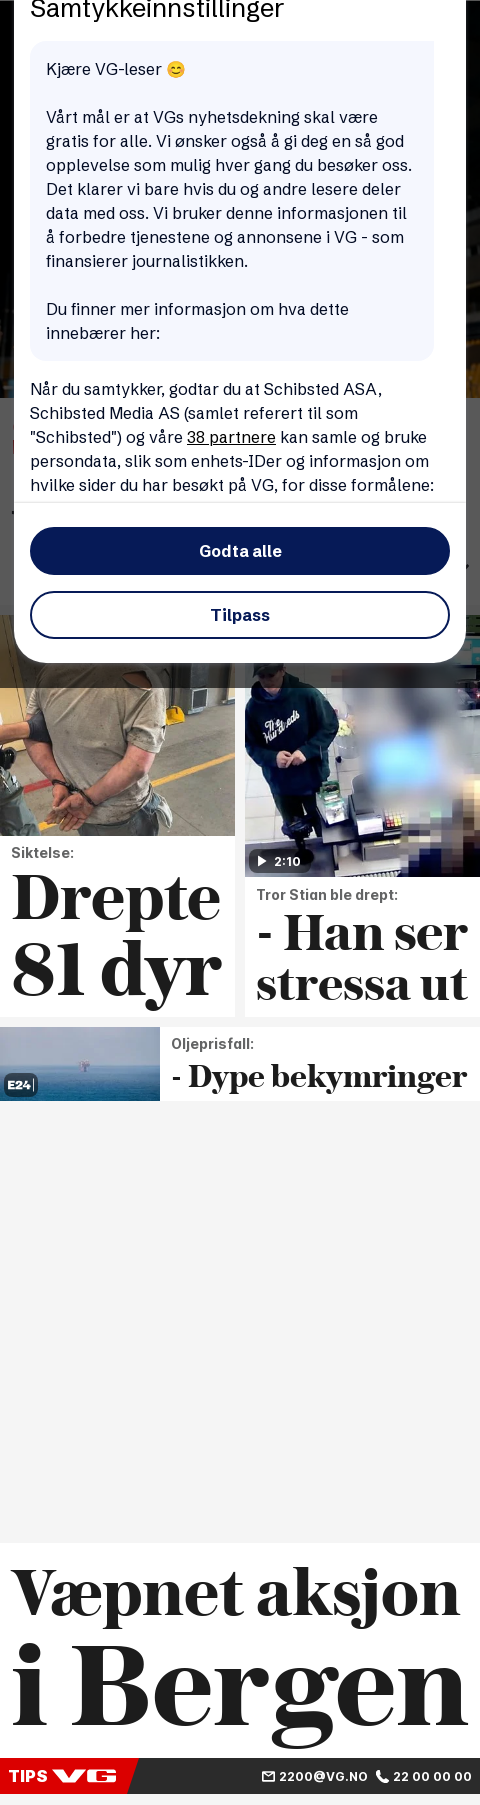 Samtykkeinnstillinger
Kjære VG-leser 😊
Vårt mål er at VGs nyhetsdekning skal være
gratis for alle. Vi ønsker også å gi deg en så god
opplevelse som mulig hver gang du besøker oss.
Det klarer vi bare hvis du og andre lesere deler
data med oss. Vi bruker denne informasjonen til
å forbedre tjenestene og annonsene i VG - som
finansierer journalistikken.
Du finner mer informasjon om hva dette
innebærer her:
Når du samtykker, godtar du at Schibsted ASA,
Schibsted Media AS (samlet referert til som
"Schibsted") og våre 38 partnere kan samle og bruke
persondata, slik som enhets-IDer og informasjon om
hvilke sider du har besøkt på VG, for disse formålene:
Godta alle
Tilpass
The
Hundreds
2:10
Siktelse:
Drepte
81 dyr
Tror Stian ble drept:
- Han ser
stressa ut
E24
Oljeprisfall:
- Dype bekymringer
Væpnet aksjon
i Bergen
TIPS VG
2200@VG.NO 22 00 00 00